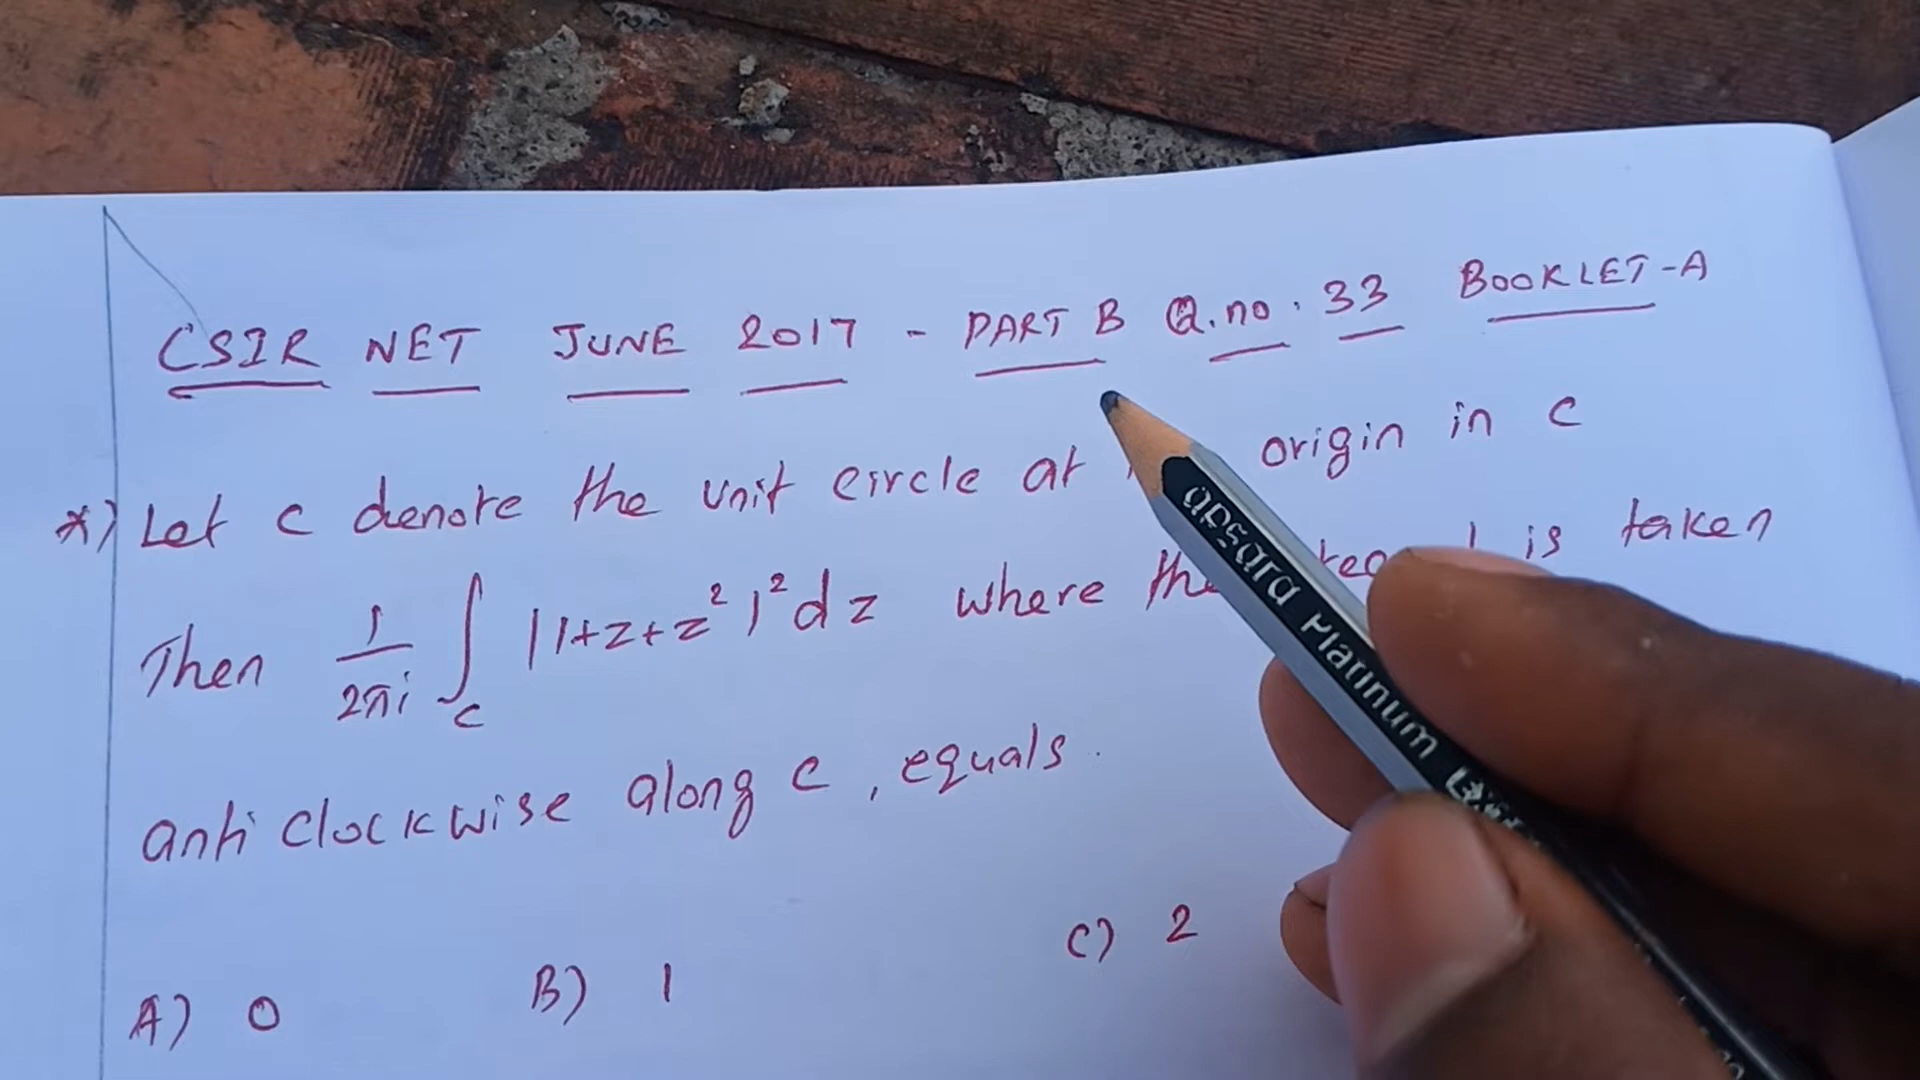 CSIR NET JUNE 2017 - PART B Q.no. 33 BOOKLET-A
*) Let c denote the unit circle at origin in C
Then 1/2πi ∫_c |1+z+z²|² dz where the is taken
anti clockwise along c, equals.
A) 0 B) 1 C) 2
apsara Platinum